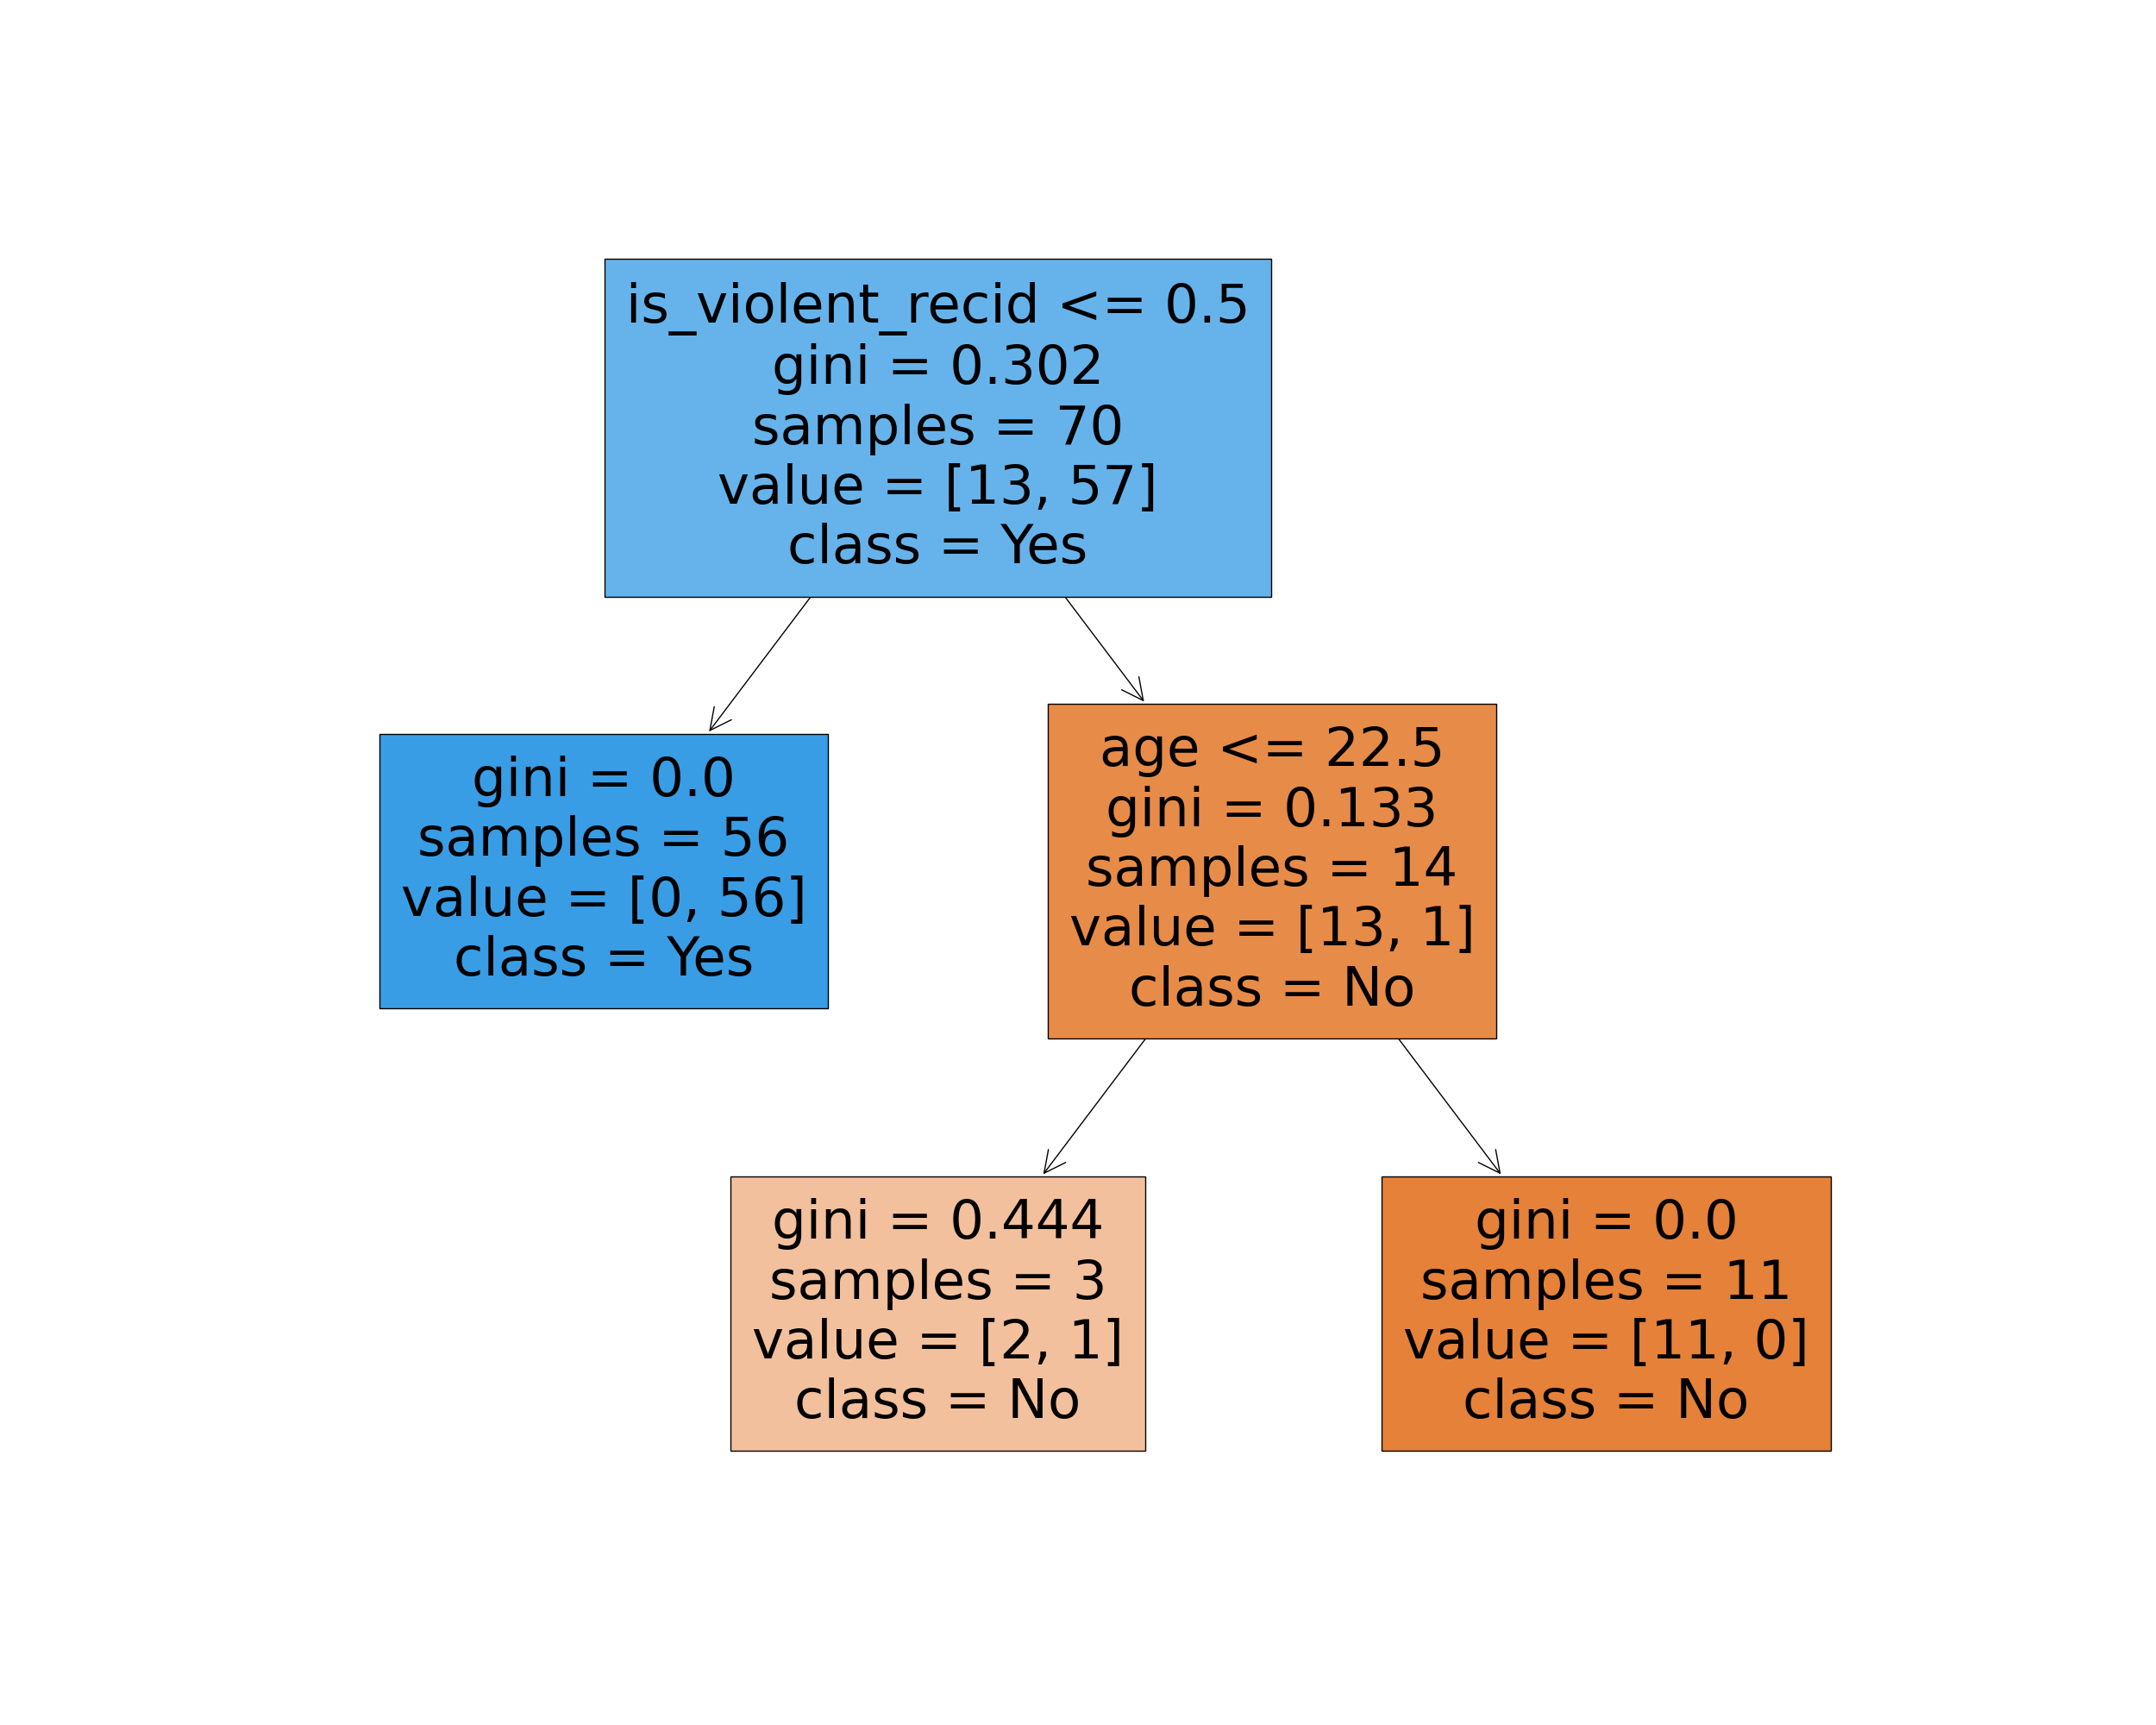 is_violent_recid <= 0.5
gini = 0.302
samples = 70
value = [13, 57]
class = Yes
gini = 0.0
samples = 56
value = [0, 56]
class = Yes
age <= 22.5
gini = 0.133
samples = 14
value = [13, 1]
class = No
gini = 0.444
samples = 3
value = [2, 1]
class = No
gini = 0.0
samples = 11
value = [11, 0]
class = No